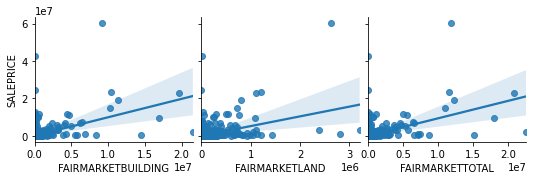 1e7
6
4
2
0
SALEPRICE
0.0 0.5 1.0 1.5 2.0
FAIRMARKETBUILDING 1e7
0 1 2 3
FAIRMARKETLAND 1e6
0.0 0.5 1.0 1.5 2.0
FAIRMARKETTOTAL 1e7